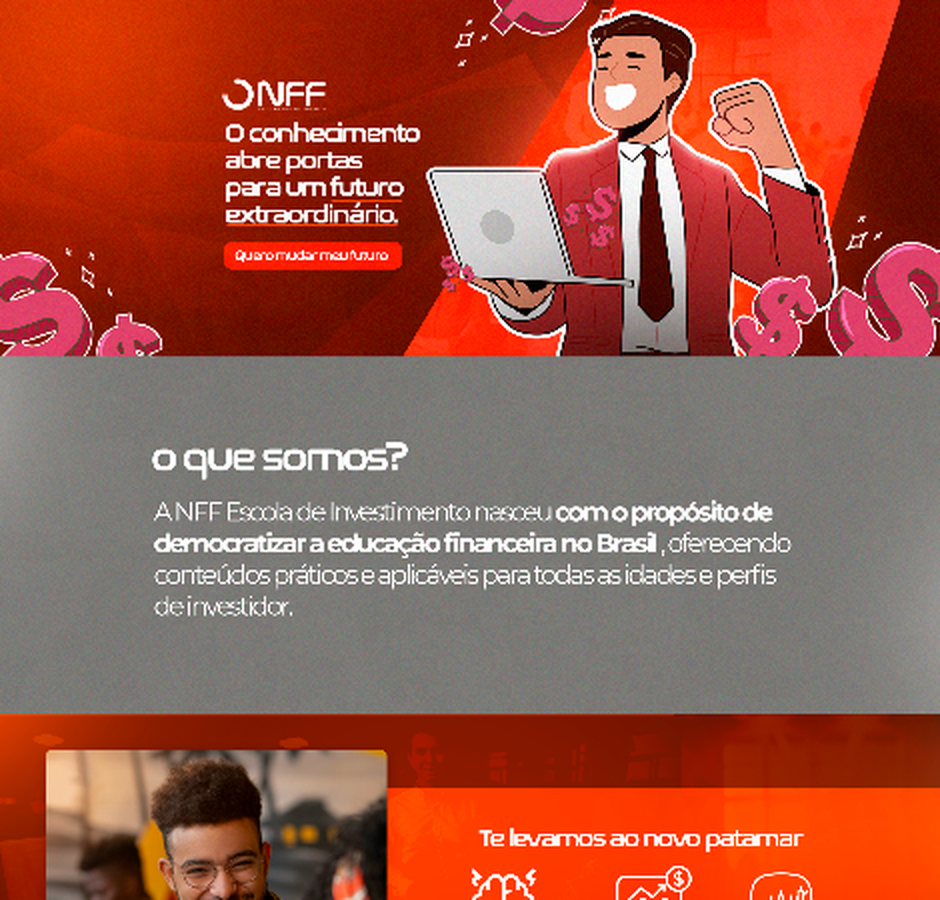 NFF
O conhecimento
abre portas
para um futuro
extraordinário.
Quero mudar meu futuro
o que somos?
A NFF Escola de Investimento nasceu com o propósito de
democratizar a educação financeira no Brasil , oferecendo
conteúdos práticos e aplicáveis para todas as idades e perfis
de investidor.
Te levamos ao novo patamar